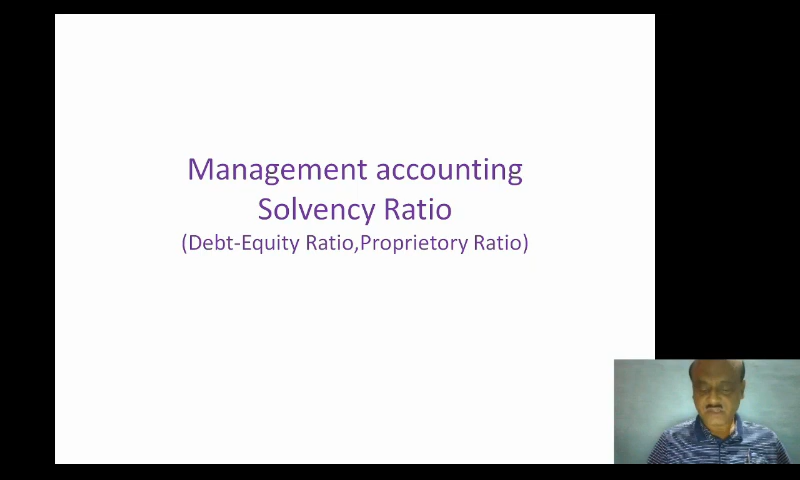 Management accounting
Solvency Ratio
(Debt-Equity Ratio,Proprietory Ratio)